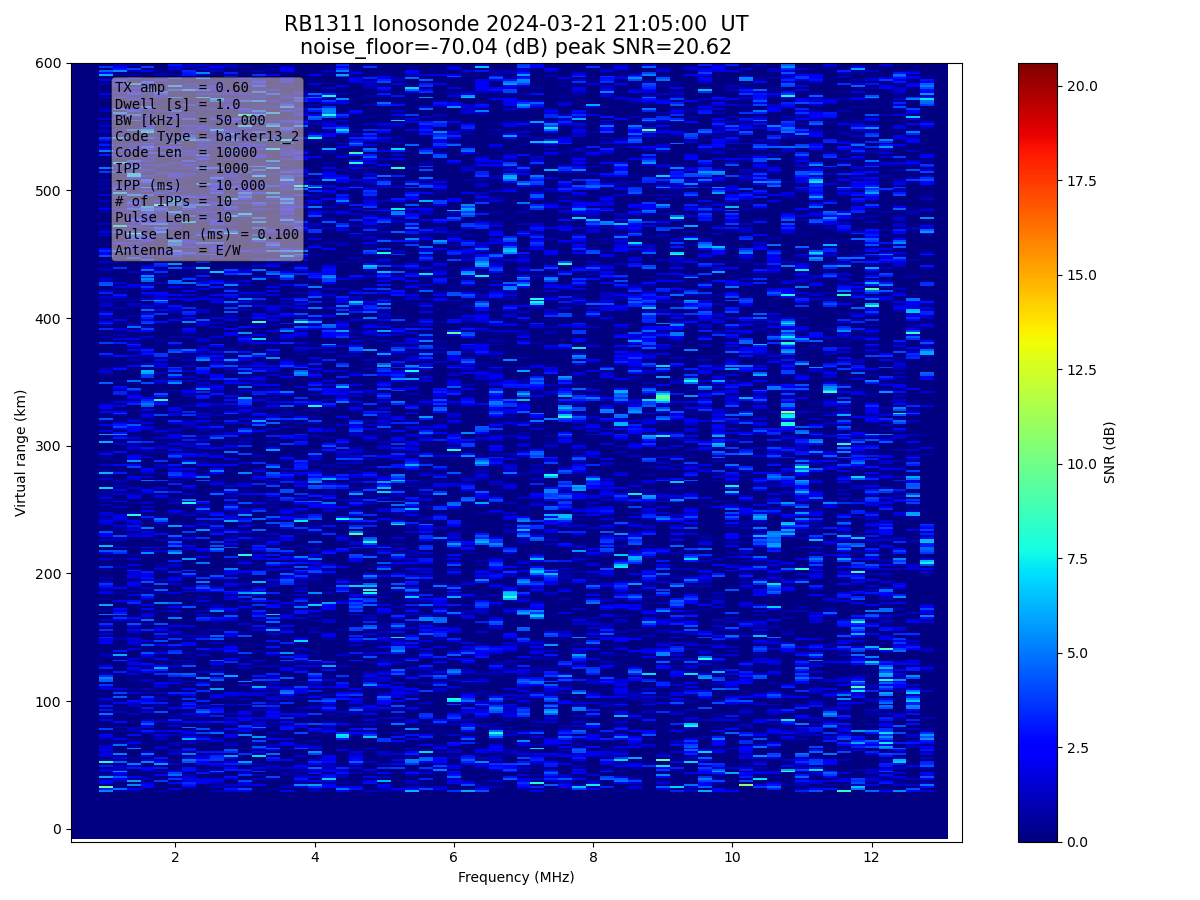 RB1311 Ionosonde 2024-03-21 21:05:00 UT
noise_floor=-70.04 (dB) peak SNR=20.62
TX amp = 0.60
Dwell [s] = 1.0
BW [kHz] = 50.000
Code Type = barker13_2
Code Len = 10000
IPP = 1000
IPP (ms) = 10.000
# of IPPs = 10
Pulse Len = 10
Pulse Len (ms) = 0.100
Antenna = E/W
600
500
400
300
200
100
0
Virtual range (km)
2 4 6 8 10 12
Frequency (MHz)
20.0
17.5
15.0
12.5
10.0
7.5
5.0
2.5
0.0
SNR (dB)